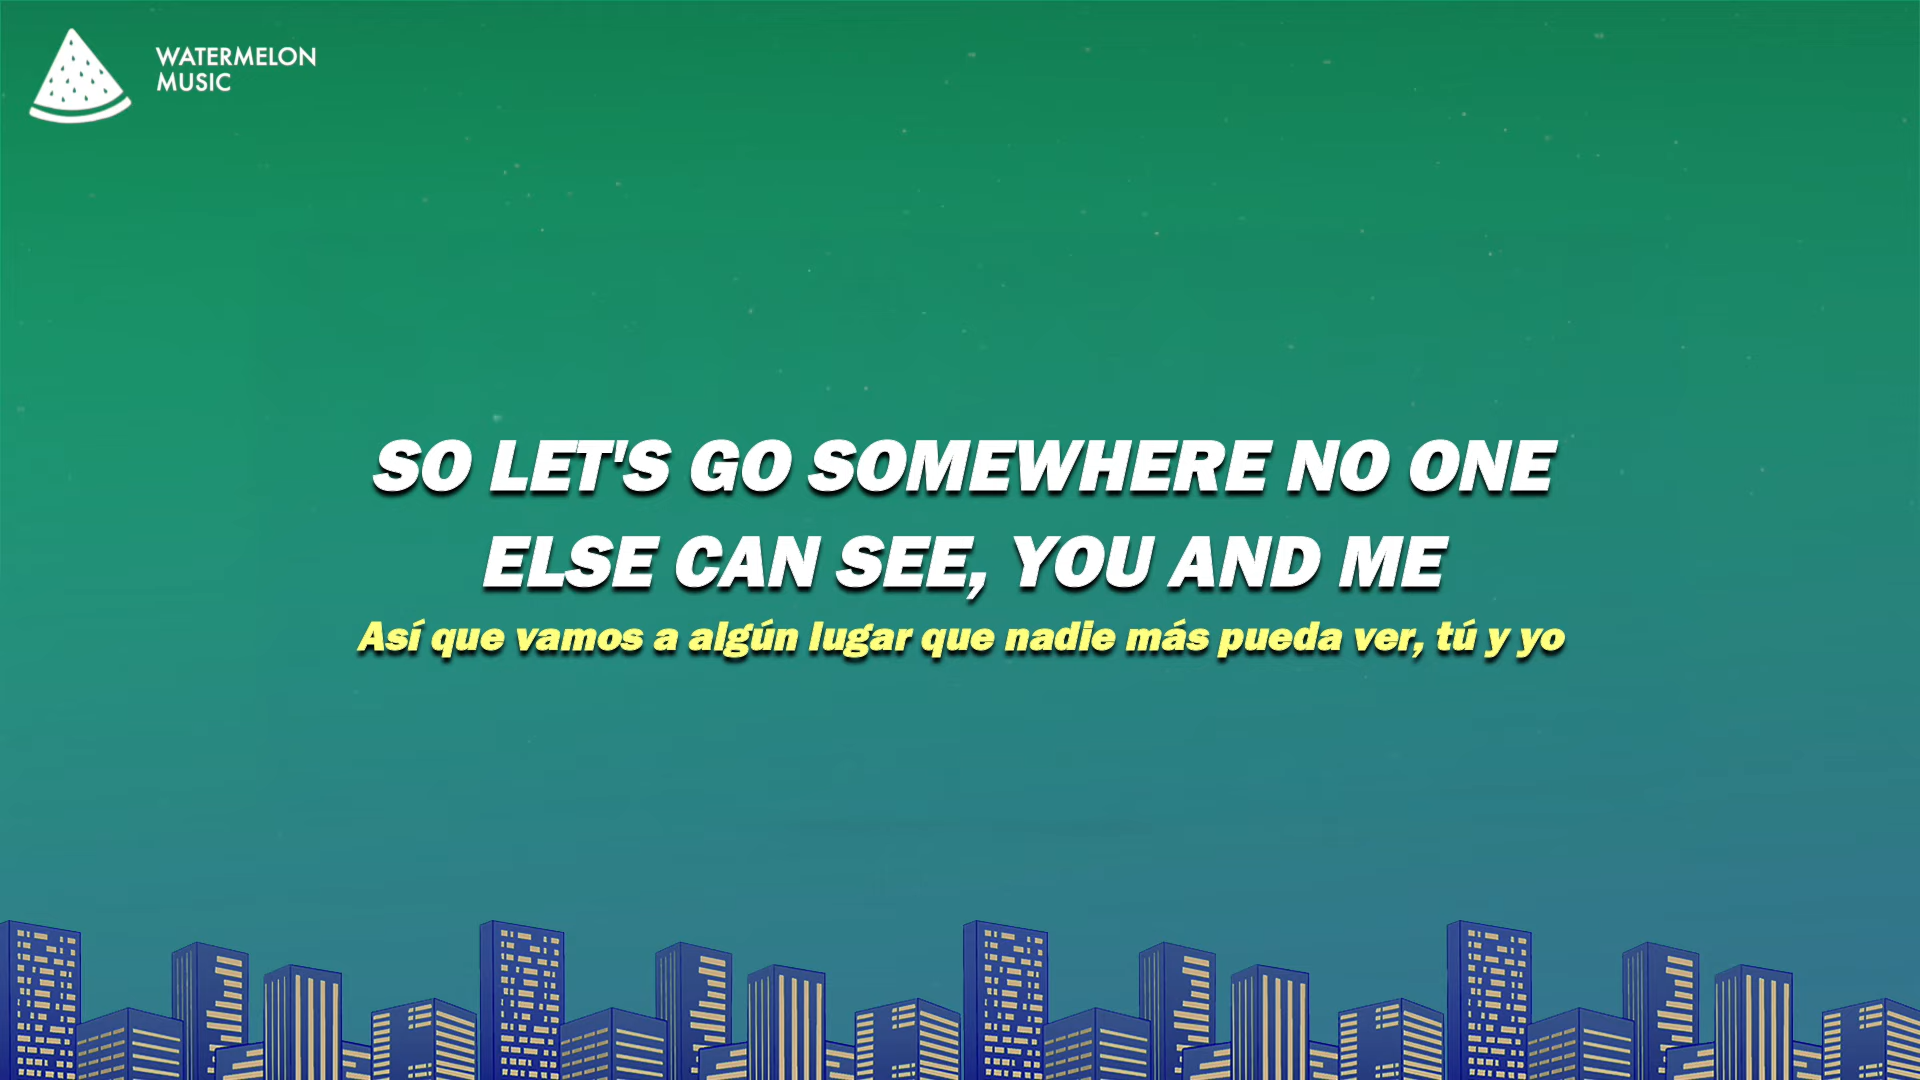 WATERMELON
MUSIC
SO LET'S GO SOMEWHERE NO ONE
ELSE CAN SEE, YOU AND ME
Así que vamos a algún lugar que nadie más pueda ver, tú y yo